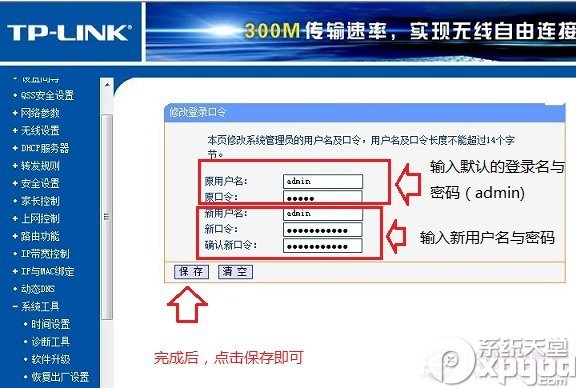 TP-LINK
300M 传输速率，实现无线自由连接
设置向导
• QSS安全设置
+ 网络参数
+ 无线设置
+ DHCP服务器
+ 转发规则
+ 安全设置
• 家长控制
+ 上网控制
+ 路由功能
+ IP带宽控制
+ IP与MAC绑定
• 动态DNS
- 系统工具
• 时间设置
• 诊断工具
• 软件升级
• 恢复出厂设置
修改登录口令
本页修改系统管理员的用户名及口令，用户名及口令长度不能超过14个字
节。
原用户名： admin
原口令： •••••
新用户名： admin
新口令： •••••••••••
确认新口令： •••••••••••
保存 清空
输入默认的登录名与
密码（admin)
输入新用户名与密码
完成后，点击保存即可
系统天堂